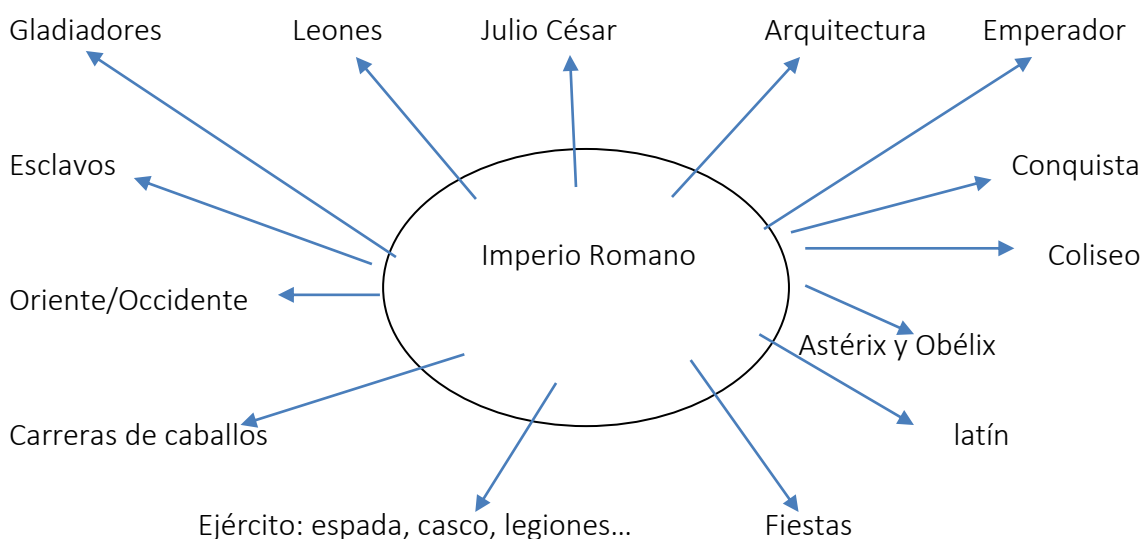 Gladiadores Leones Julio César Arquitectura Emperador
Esclavos Conquista
Imperio Romano Coliseo
Oriente/Occidente
Astérix y Obélix
Carreras de caballos latín
Ejército: espada, casco, legiones… Fiestas